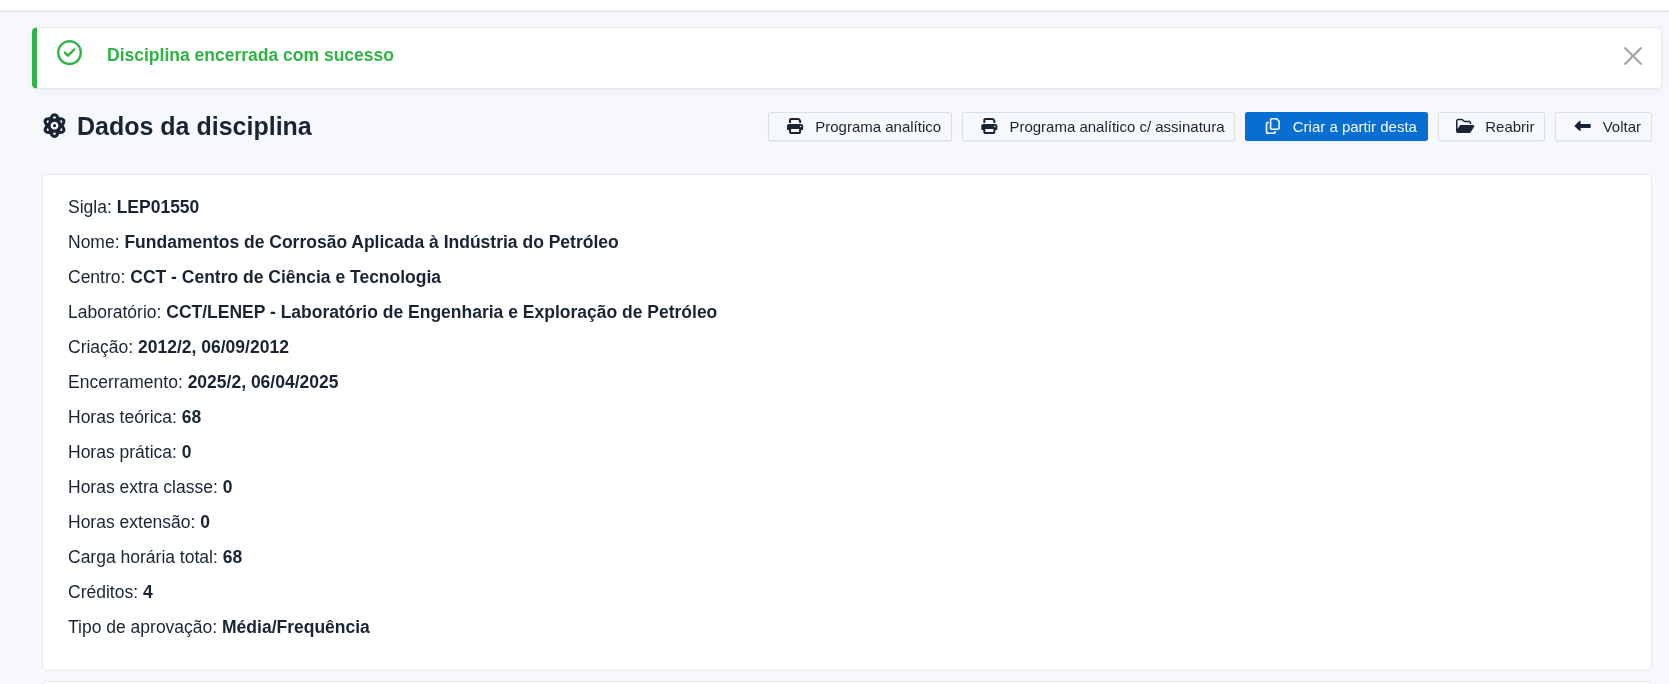 Disciplina encerrada com sucesso
Dados da disciplina
Programa analítico
Programa analítico c/ assinatura
Criar a partir desta
Reabrir
Voltar
Sigla: LEP01550
Nome: Fundamentos de Corrosão Aplicada à Indústria do Petróleo
Centro: CCT - Centro de Ciência e Tecnologia
Laboratório: CCT/LENEP - Laboratório de Engenharia e Exploração de Petróleo
Criação: 2012/2, 06/09/2012
Encerramento: 2025/2, 06/04/2025
Horas teórica: 68
Horas prática: 0
Horas extra classe: 0
Horas extensão: 0
Carga horária total: 68
Créditos: 4
Tipo de aprovação: Média/Frequência